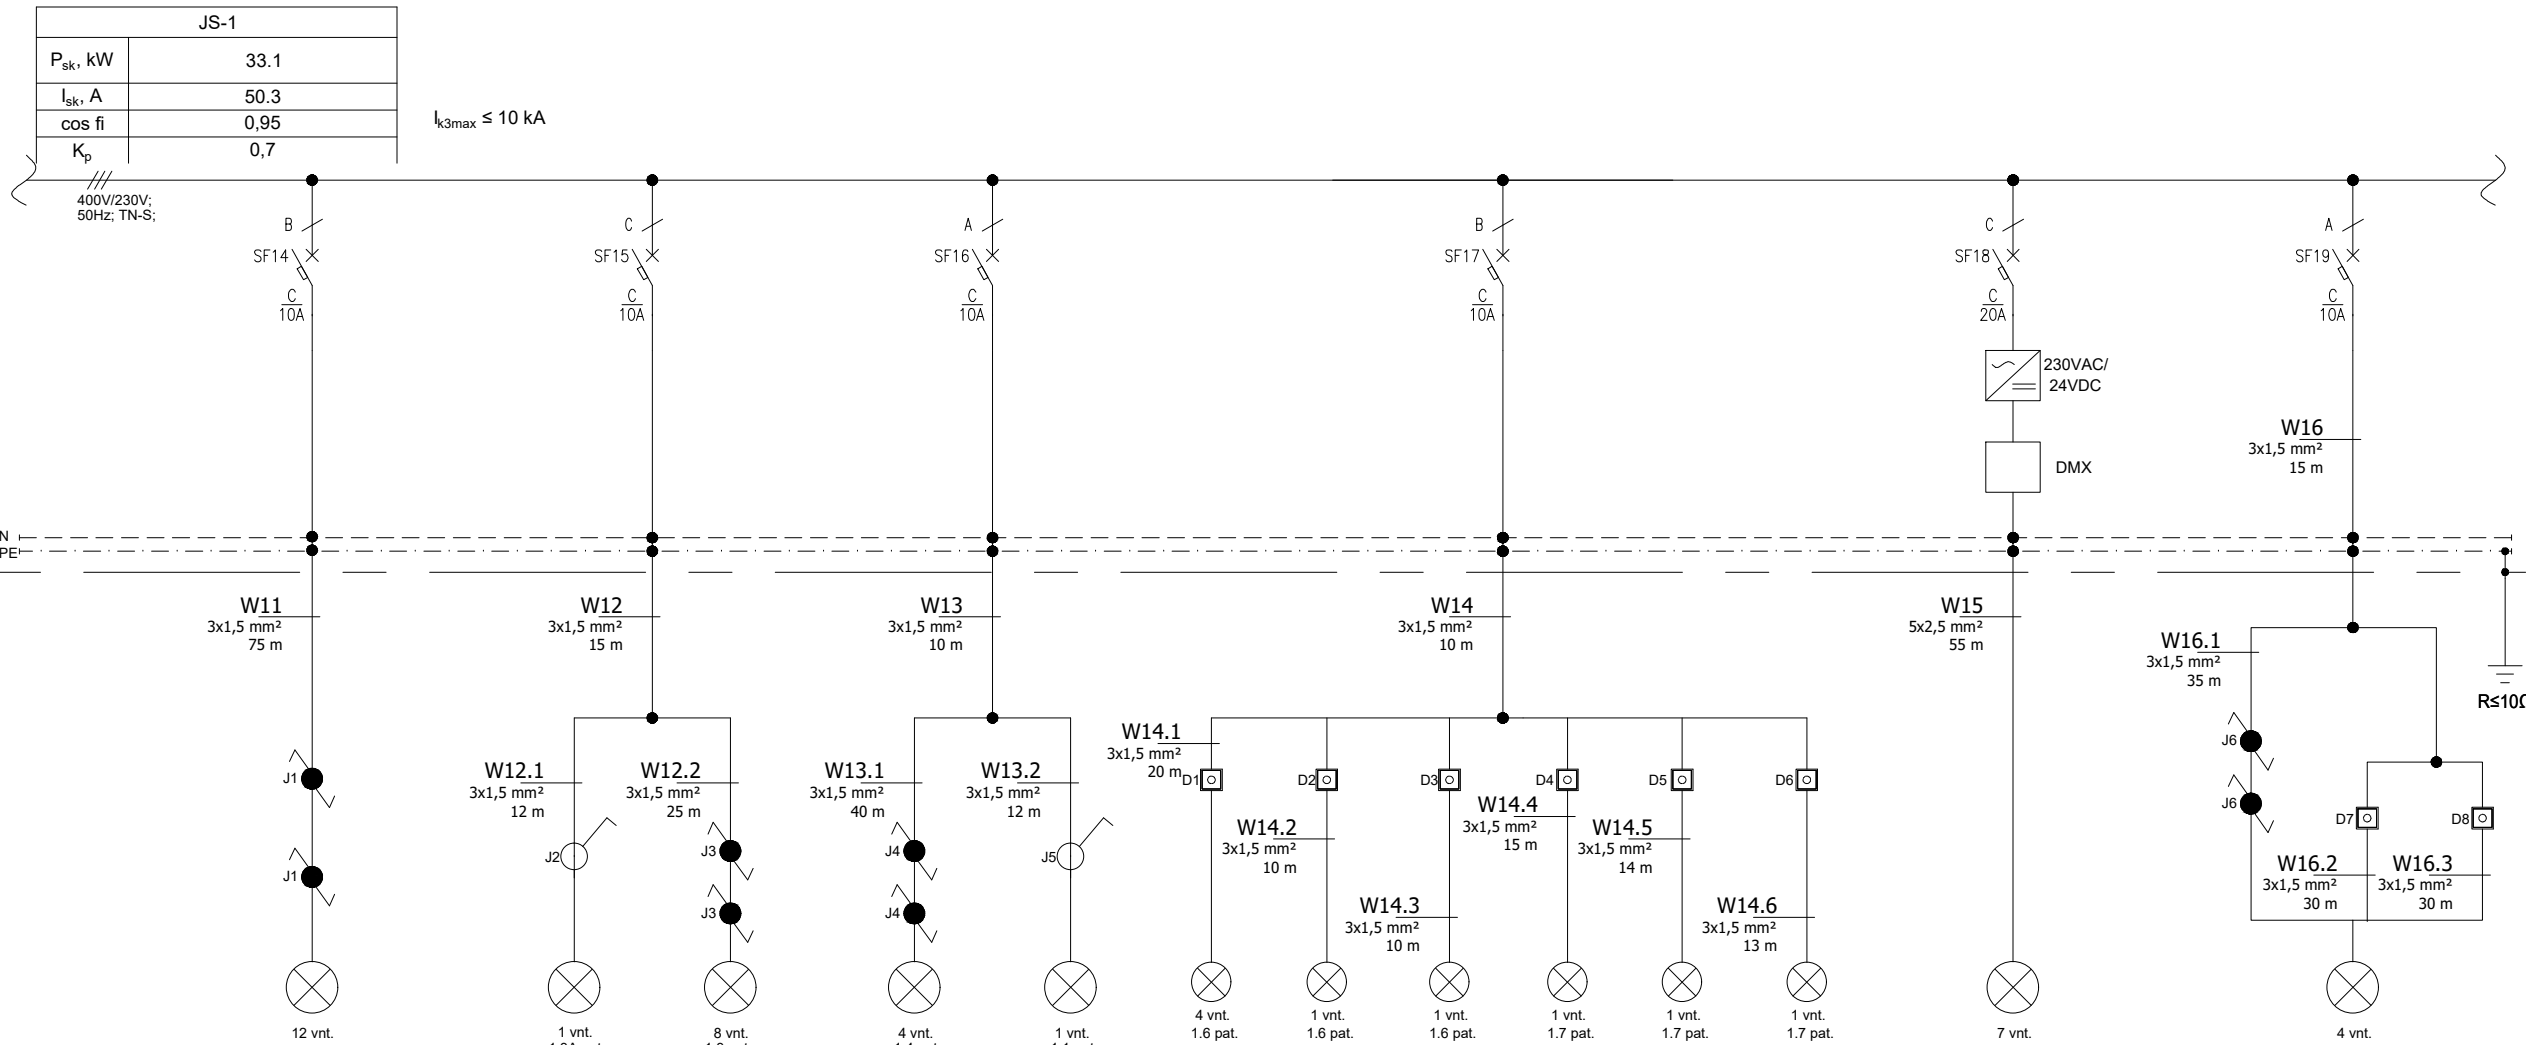 JS-1
Psk, kW 33.1
Isk, A 50.3
cos fi 0,95
Kp 0,7
Ik3max ≤ 10 kA
400V/230V;
50Hz; TN-S;
B C A B C A
SF14 SF15 SF16 SF17 SF18 SF19
C C C C C C
10A 10A 10A 10A 20A 10A
230VAC/
24VDC
DMX
W16
3x1,5 mm²
15 m
N
PE
W11
3x1,5 mm²
75 m
W12
3x1,5 mm²
15 m
W13
3x1,5 mm²
10 m
W14
3x1,5 mm²
10 m
W15
5x2,5 mm²
55 m
W16.1
3x1,5 mm²
35 m
R≤10Ω
J1
J1
W12.1
3x1,5 mm²
12 m
J2
W12.2
3x1,5 mm²
25 m
J3
J3
W13.1
3x1,5 mm²
40 m
J4
J4
W13.2
3x1,5 mm²
12 m
J5
W14.1
3x1,5 mm²
20 m
D1
D2
W14.2
3x1,5 mm²
10 m
D3
W14.3
3x1,5 mm²
10 m
D4
W14.4
3x1,5 mm²
15 m
D5
W14.5
3x1,5 mm²
14 m
D6
W14.6
3x1,5 mm²
13 m
J6
J6
D7
W16.2
3x1,5 mm²
30 m
D8
W16.3
3x1,5 mm²
30 m
12 vnt.
1 vnt.
8 vnt.
4 vnt.
1 vnt.
4 vnt.
1.6 pat.
1 vnt.
1.6 pat.
1 vnt.
1.6 pat.
1 vnt.
1.7 pat.
1 vnt.
1.7 pat.
1 vnt.
1.7 pat.
7 vnt.
4 vnt.